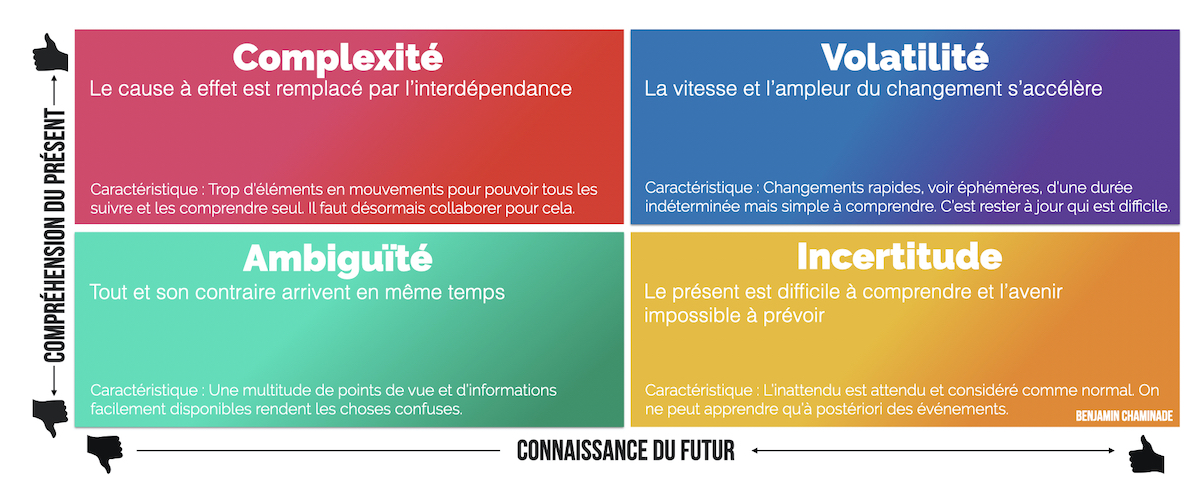 Complexité
Le cause à effet est remplacé par l'interdépendance
Caractéristique : Trop d'éléments en mouvements pour pouvoir tous les
suivre et les comprendre seul. Il faut désormais collaborer pour cela.
Volatilité
La vitesse et l'ampleur du changement s'accélère
Caractéristique : Changements rapides, voir éphémères, d'une durée
indéterminée mais simple à comprendre. C'est rester à jour qui est difficile.
Ambiguïté
Tout et son contraire arrivent en même temps
Caractéristique : Une multitude de points de vue et d'informations
facilement disponibles rendent les choses confuses.
Incertitude
Le présent est difficile à comprendre et l'avenir
impossible à prévoir
Caractéristique : L'inattendu est attendu et considéré comme normal. On
ne peut apprendre qu'à postériori des événements.
BENJAMIN CHAMINADE
COMPRÉHENSION DU PRÉSENT
CONNAISSANCE DU FUTUR